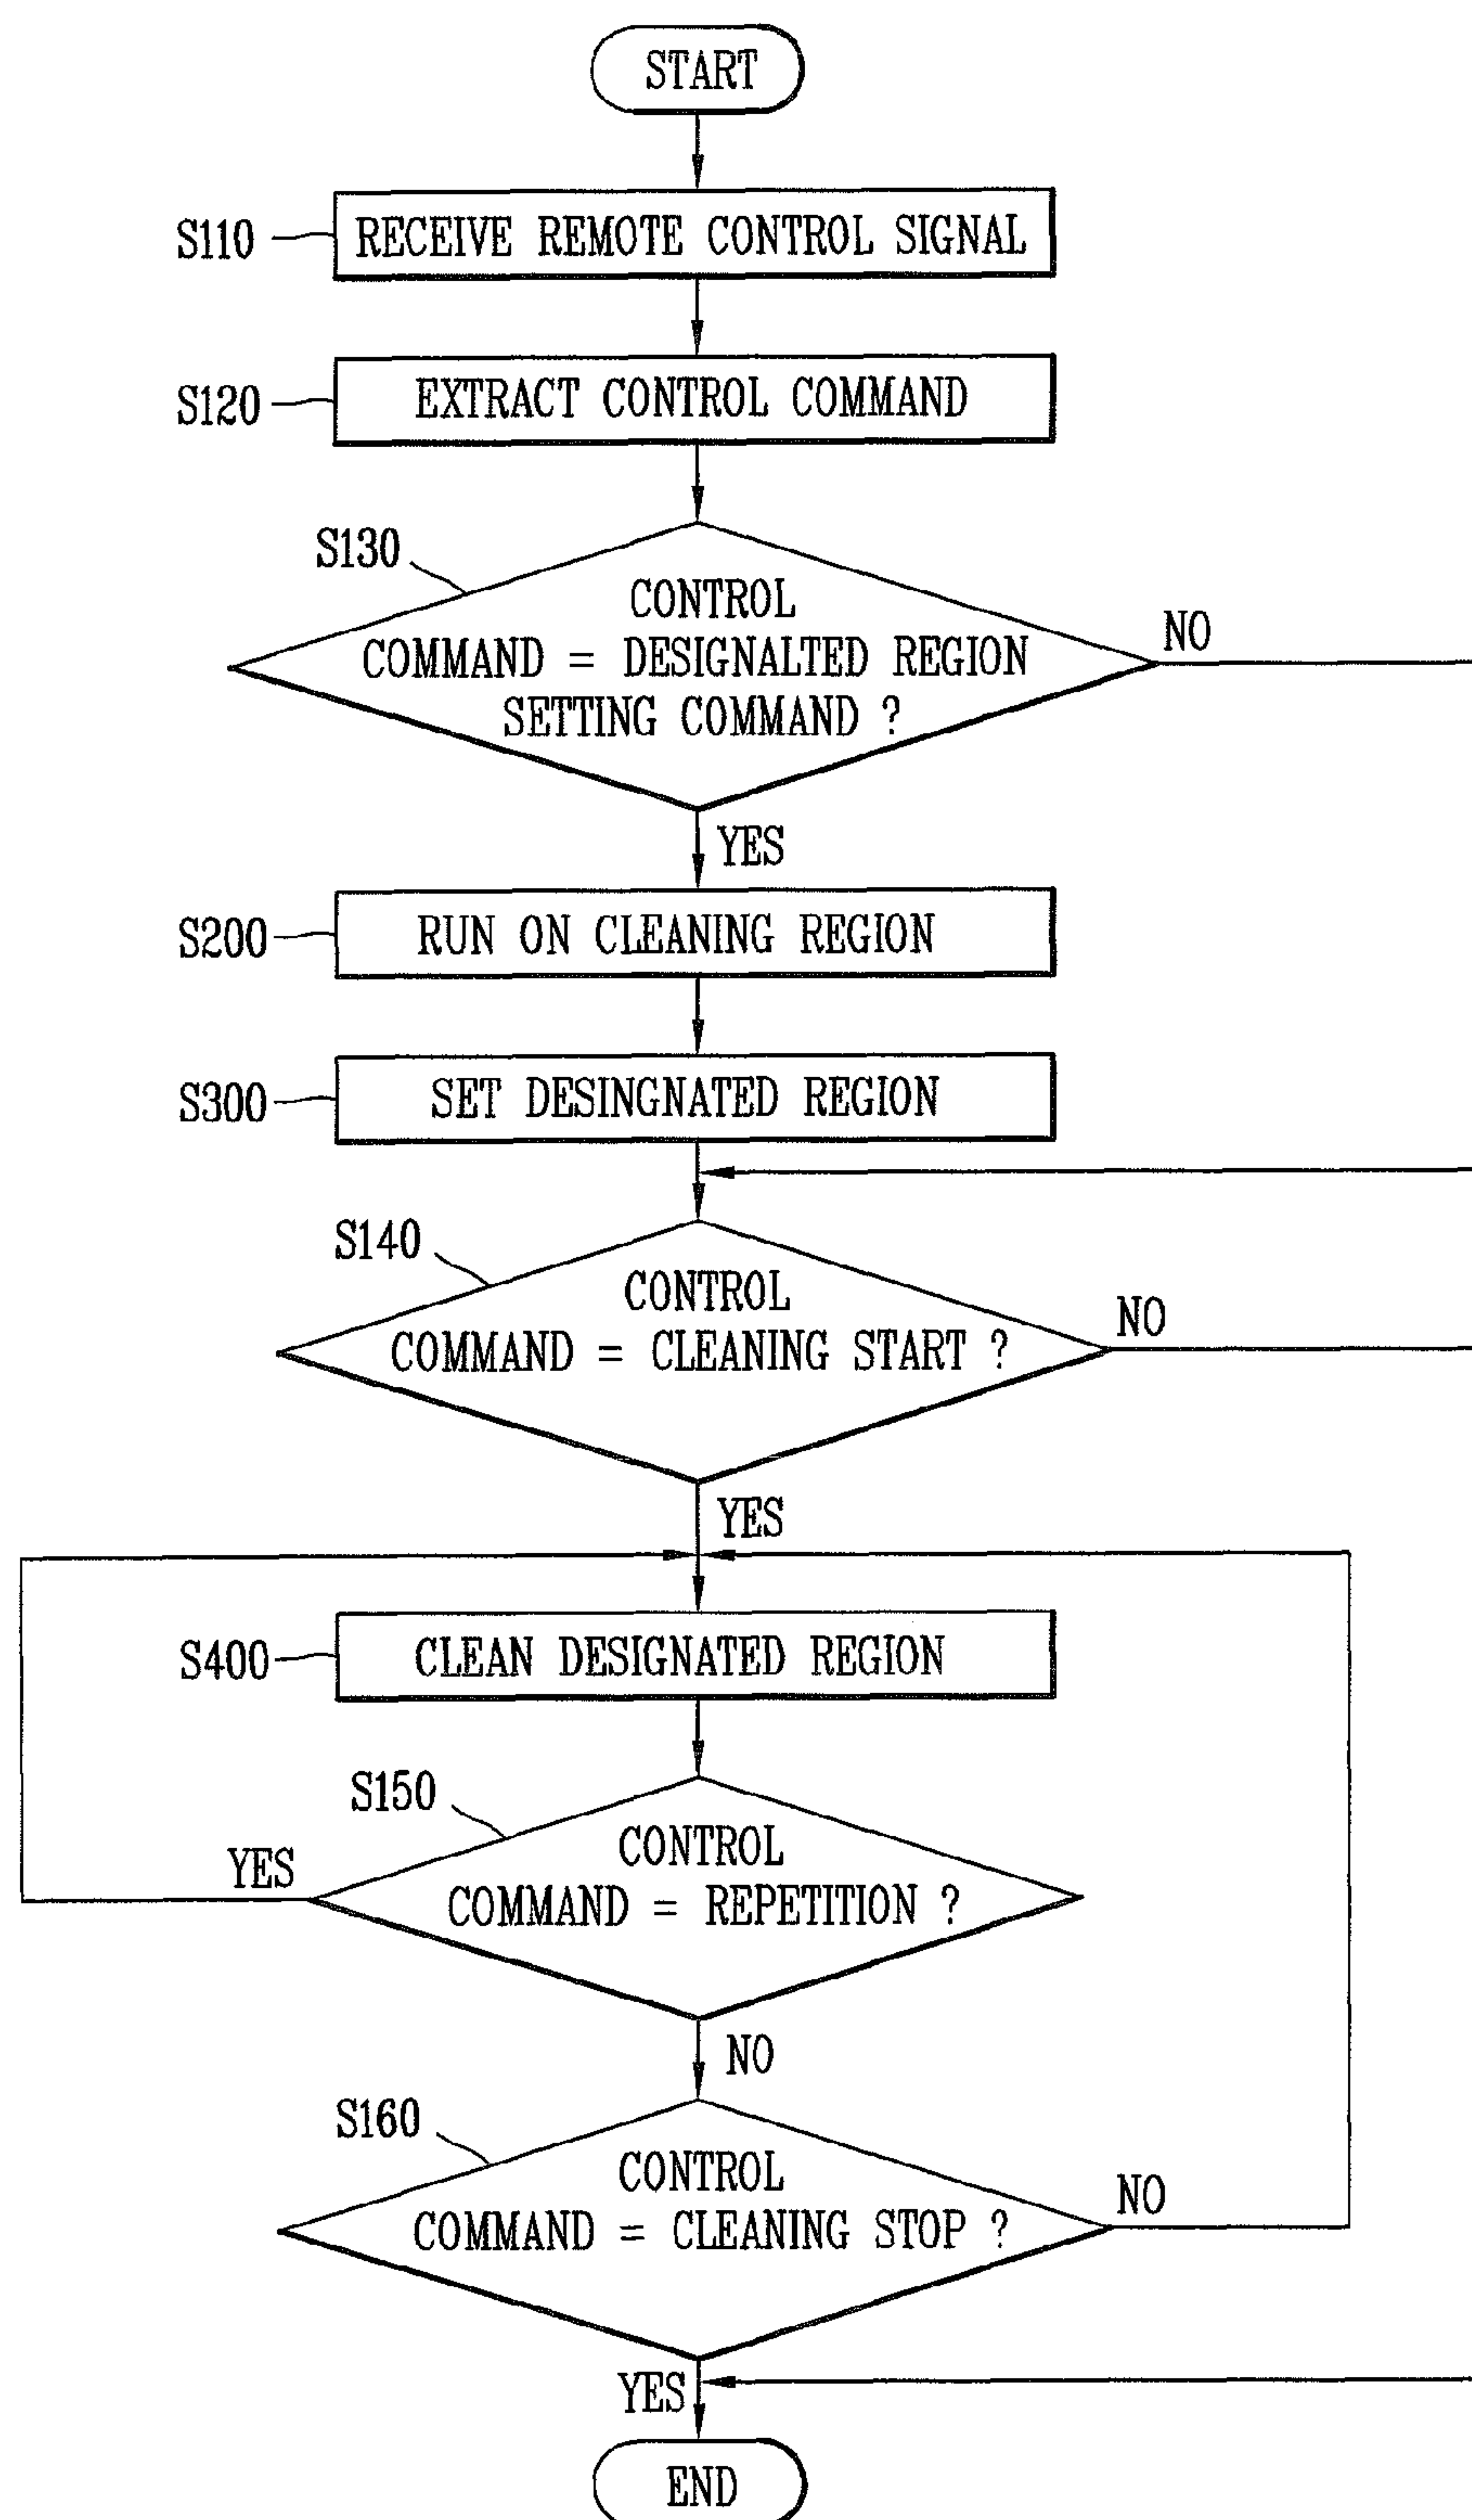 START
S110
RECEIVE REMOTE CONTROL SIGNAL
S120
EXTRACT CONTROL COMMAND
S130
CONTROL
COMMAND = DESIGNALTED REGION
SETTING COMMAND ?
NO
YES
S200
RUN ON CLEANING REGION
S300
SET DESINGNATED REGION
S140
CONTROL
COMMAND = CLEANING START ?
NO
YES
S400
CLEAN DESIGNATED REGION
S150
CONTROL
COMMAND = REPETITION ?
YES
NO
S160
CONTROL
COMMAND = CLEANING STOP ?
NO
YES
END